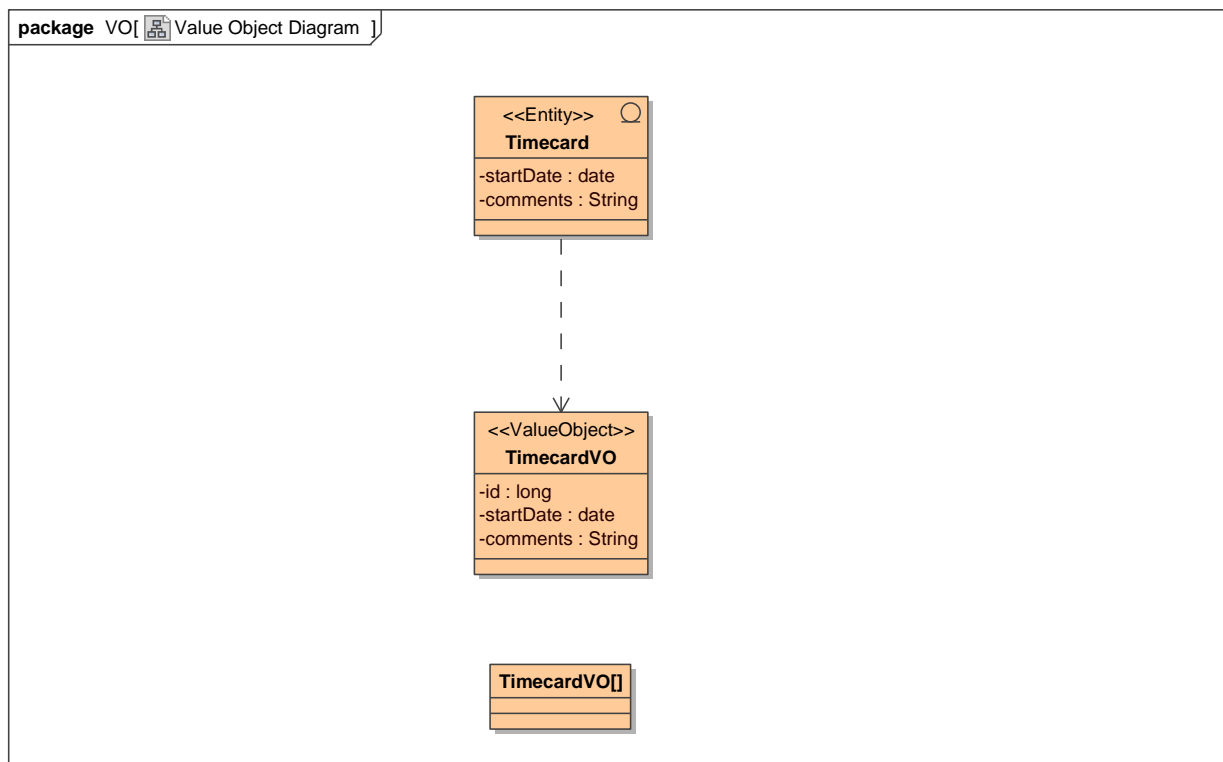 package VO[ Value Object Diagram ]
<<Entity>>
Timecard
-startDate : date
-comments : String
<<ValueObject>>
TimecardVO
-id : long
-startDate : date
-comments : String
TimecardVO[]